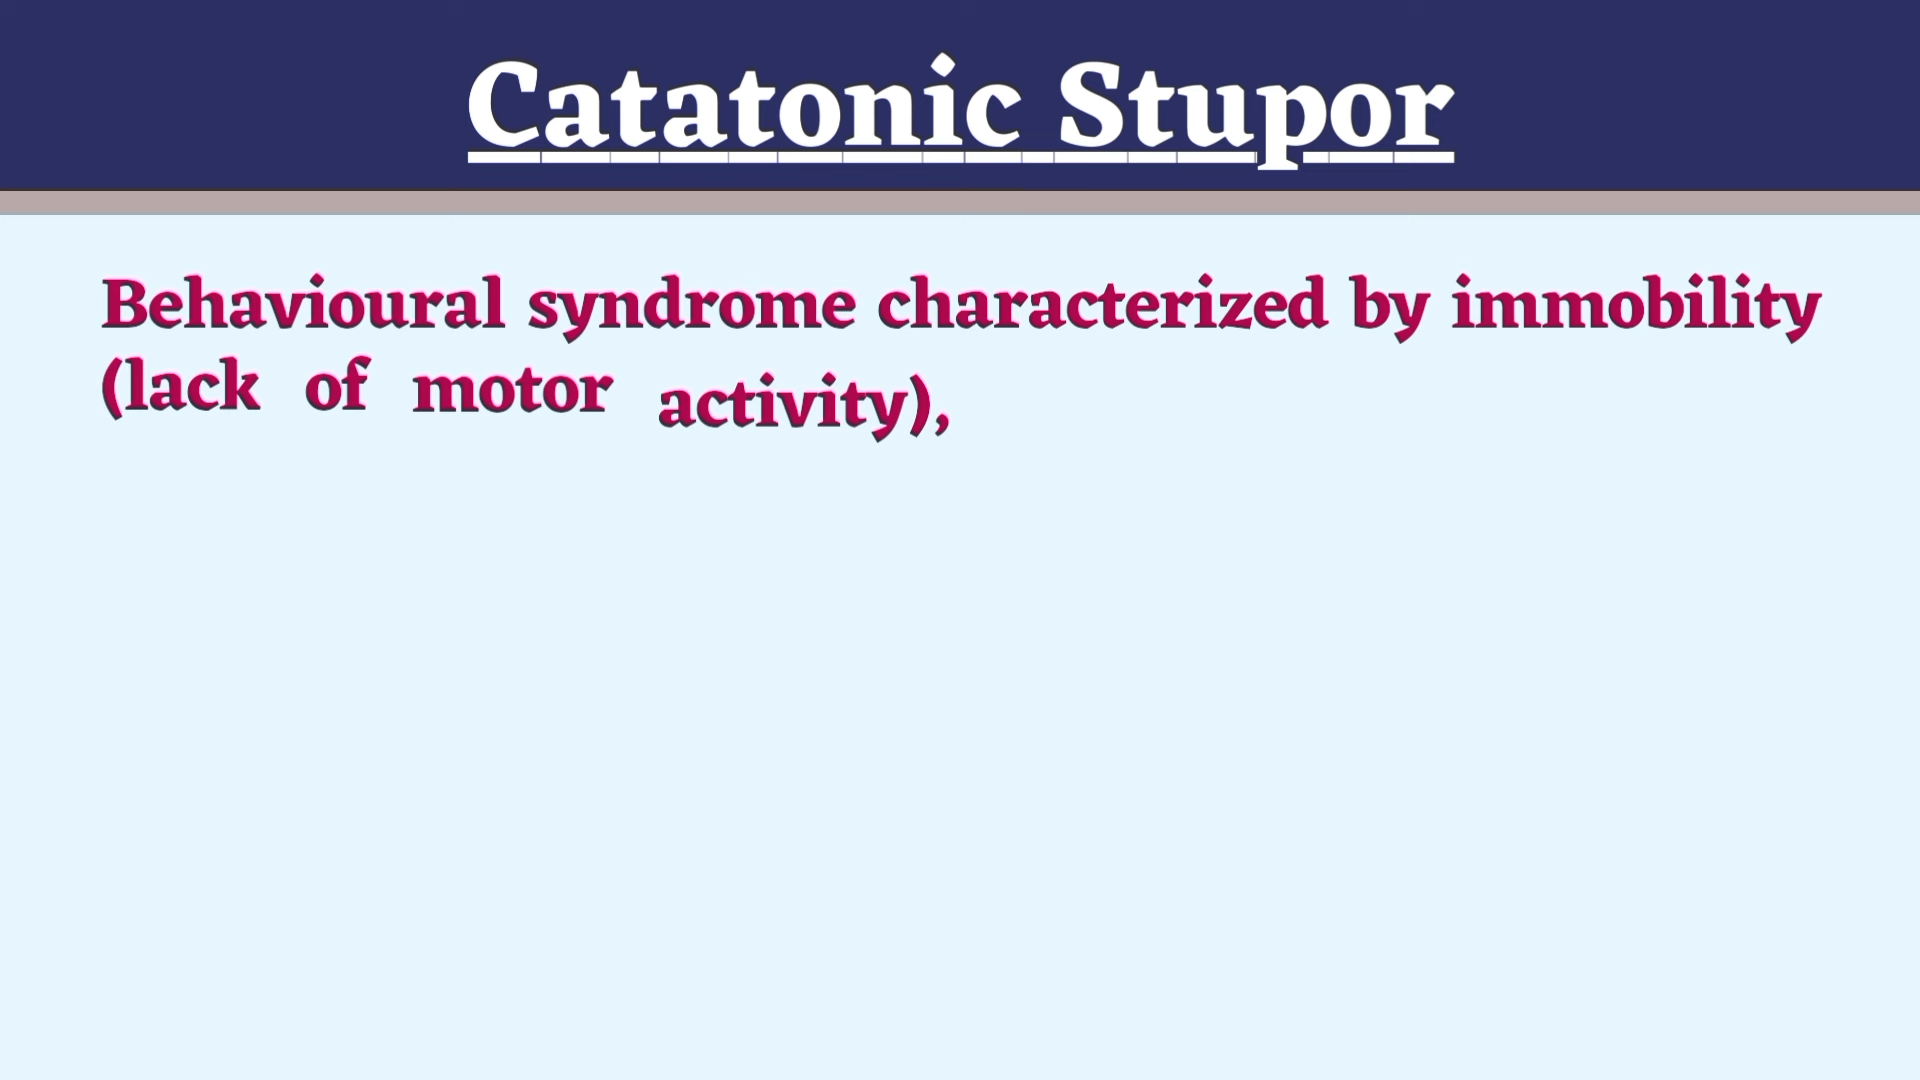 Catatonic Stupor
Behavioural syndrome characterized by immobility
(lack of motor activity),